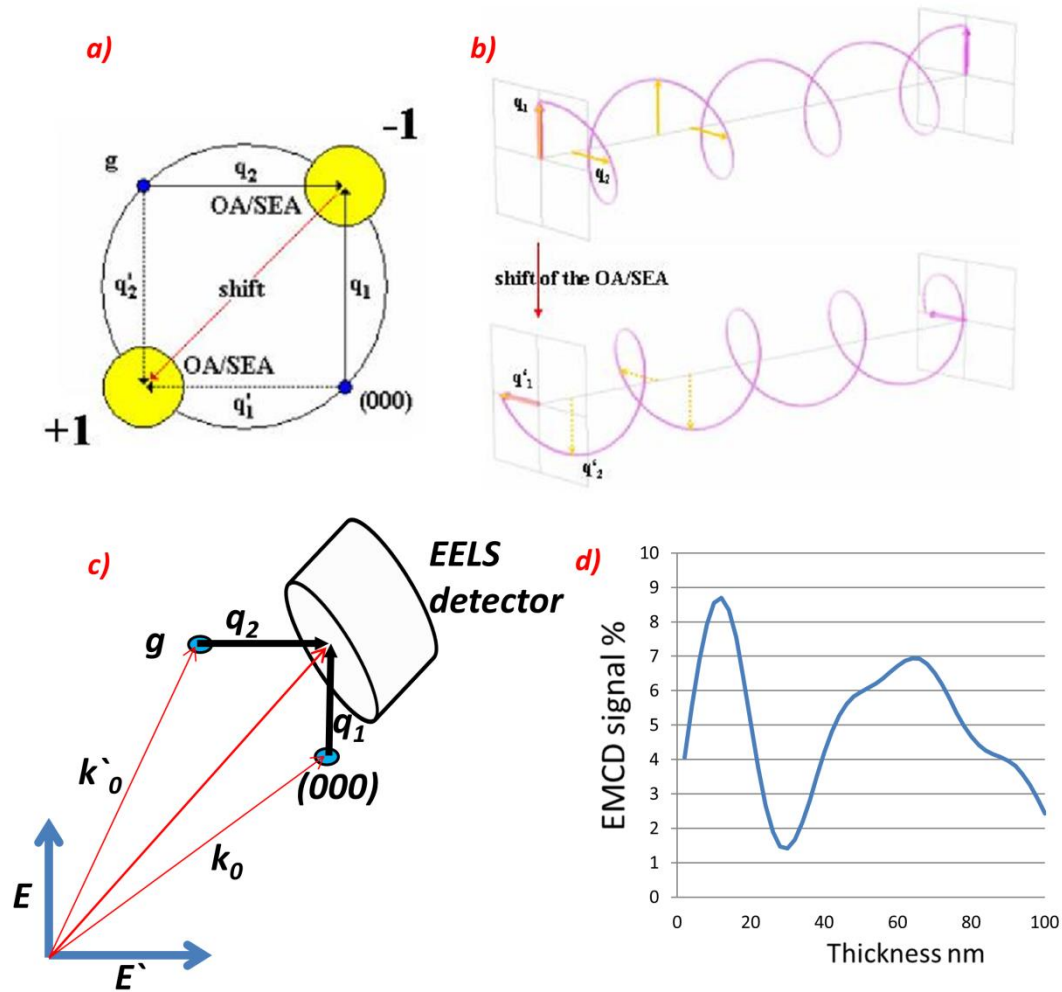 a)
-1
g
q2
OA/SEA
q'2
shift
q1
OA/SEA
q'1
(000)
+1
b)
q1
q2
shift of the OA/SEA
q'1
q'2
c)
EELS
detector
g
q2
q1
(000)
k`0
k0
E
E`
d)
EMCD signal %
10
9
8
7
6
5
4
3
2
1
0
0 20 40 60 80 100
Thickness nm